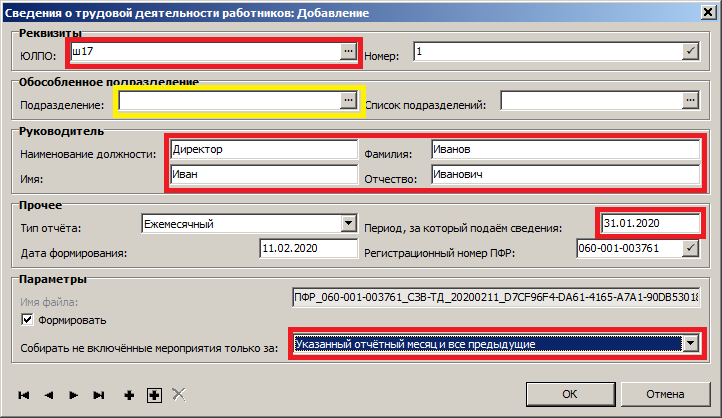 Сведения о трудовой деятельности работников: Добавление
Реквизиты
ЮЛПО: ш17 ... Номер: 1
Обособленное подразделение
Подразделение: ... Список подразделений: ...
Руководитель
Наименование должности: Директор Фамилия: Иванов
Имя: Иван Отчество: Иванович
Прочее
Тип отчёта: Ежемесячный Период, за который подаём сведения: 31.01.2020
Дата формирования: 11.02.2020 Регистрационный номер ПФР: 060-001-003761
Параметры
Имя файла: ПФР_060-001-003761_СЗВ-ТД_20200211_D7CF96F4-DA61-4165-A7A1-90DB53018
Формировать
Собирать не включённые мероприятия только за: Указанный отчётный месяц и все предыдущие
ОК Отмена